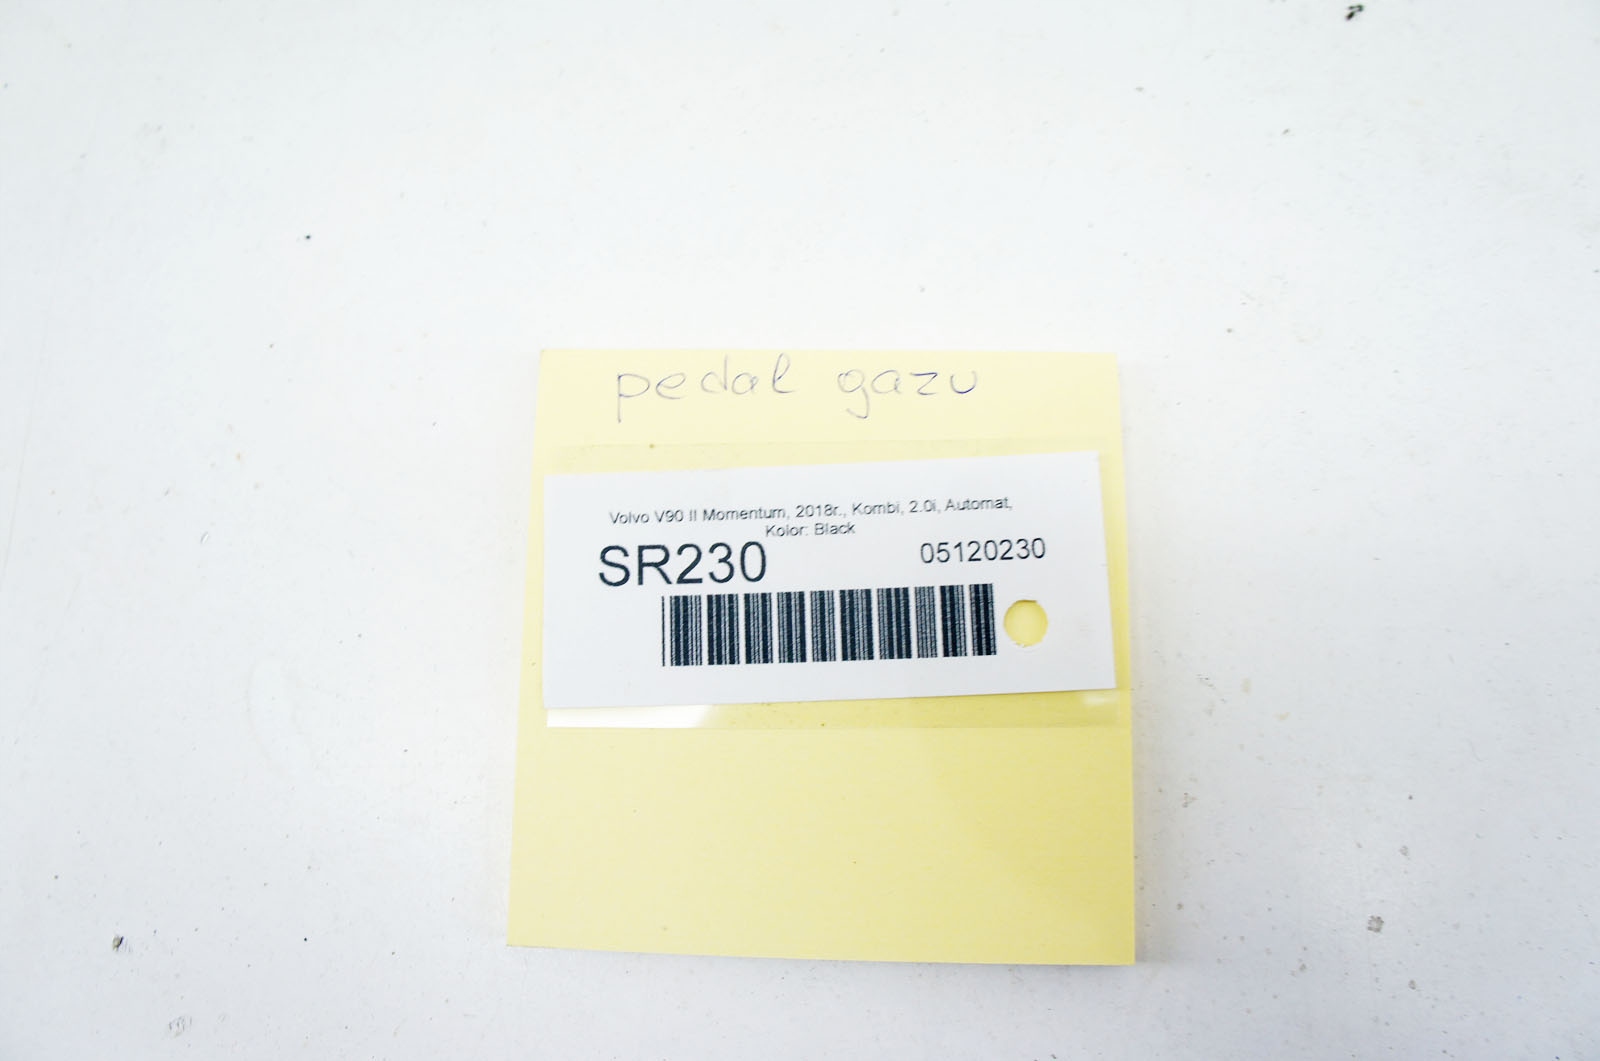 pedal gazu
Volvo V90 II Momentum, 2018r., Kombi, 2.0i, Automat,
Kolor: Black
SR230
05120230